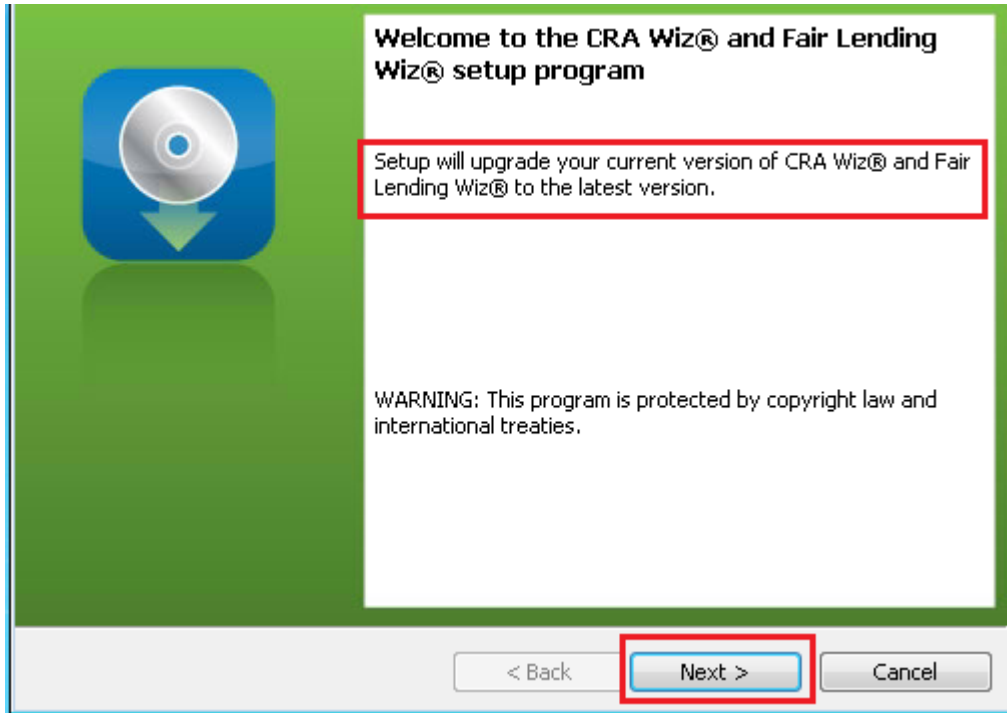 Welcome to the CRA Wiz® and Fair Lending
Wiz® setup program
Setup will upgrade your current version of CRA Wiz® and Fair
Lending Wiz® to the latest version.
WARNING: This program is protected by copyright law and
international treaties.
< Back Next > Cancel